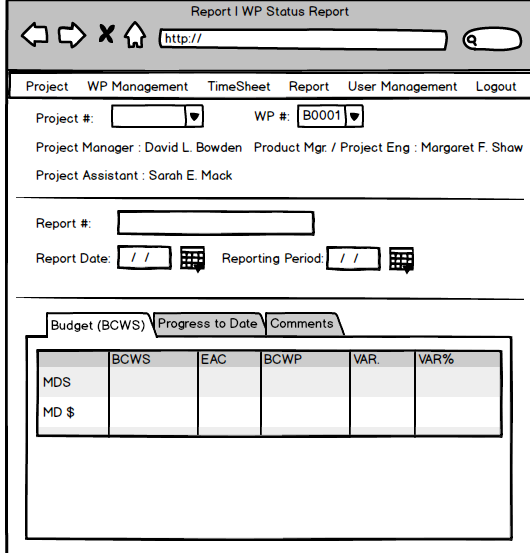 Report | WP Status Report
http://
Project WP Management TimeSheet Report User Management Logout
Project #: WP #: B0001
Project Manager : David L. Bowden Product Mgr. / Project Eng : Margaret F. Shaw
Project Assistant : Sarah E. Mack
Report #:
Report Date: / / Reporting Period: / /
Budget (BCWS) Progress to Date Comments
BCWS EAC BCWP VAR. VAR%
MDS
MD $